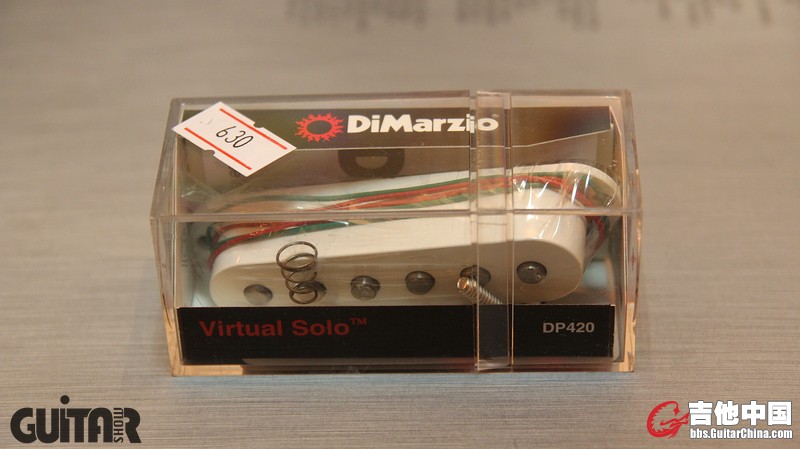 630
DiMarzio
Virtual Solo™
DP420
GUITAR SHOW
吉他中国
bbs.GuitarChina.com